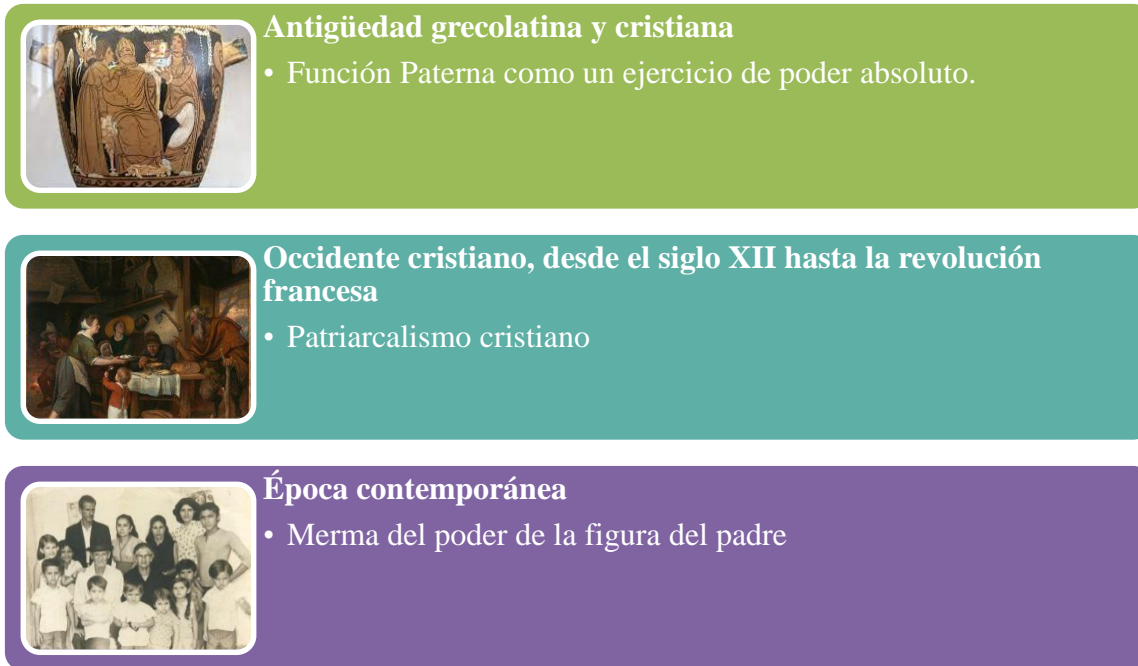 Antigüedad grecolatina y cristiana
• Función Paterna como un ejercicio de poder absoluto.
Occidente cristiano, desde el siglo XII hasta la revolución
francesa
• Patriarcalismo cristiano
Época contemporánea
• Merma del poder de la figura del padre